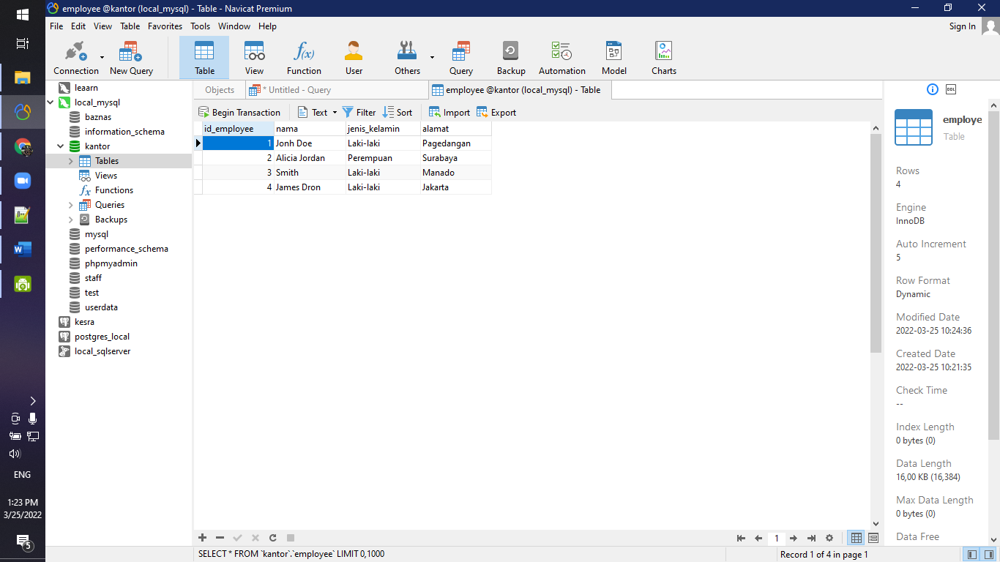 employee @kantor (local_mysql) - Table - Navicat Premium
File Edit View Table Favorites Tools Window Help Sign In
Connection New Query Table View Function User Others Query Backup Automation Model Charts
leearn
local_mysql
baznas
information_schema
kantor
Tables
Views
Functions
Queries
Backups
mysql
performance_schema
phpmyadmin
staff
test
userdata
kesra
postgres_local
local_sqlserver
Objects * Untitled - Query employee @kantor (local_mysql) - Table
Begin Transaction Text Filter Sort Import Export
id_employee nama jenis_kelamin alamat
1 Jonh Doe Laki-laki Pagedangan
2 Alicia Jordan Perempuan Surabaya
3 Smith Laki-laki Manado
4 James Dron Laki-laki Jakarta
1
SELECT * FROM `kantor`.`employee` LIMIT 0,1000 Record 1 of 4 in page 1
DDL
employe
Table
Rows
4
Engine
InnoDB
Auto Increment
5
Row Format
Dynamic
Modified Date
2022-03-25 10:24:36
Created Date
2022-03-25 10:21:35
Check Time
--
Index Length
0 bytes (0)
Data Length
16,00 KB (16,384)
Max Data Length
0 bytes (0)
Data Free
ENG
1:23 PM
3/25/2022
5